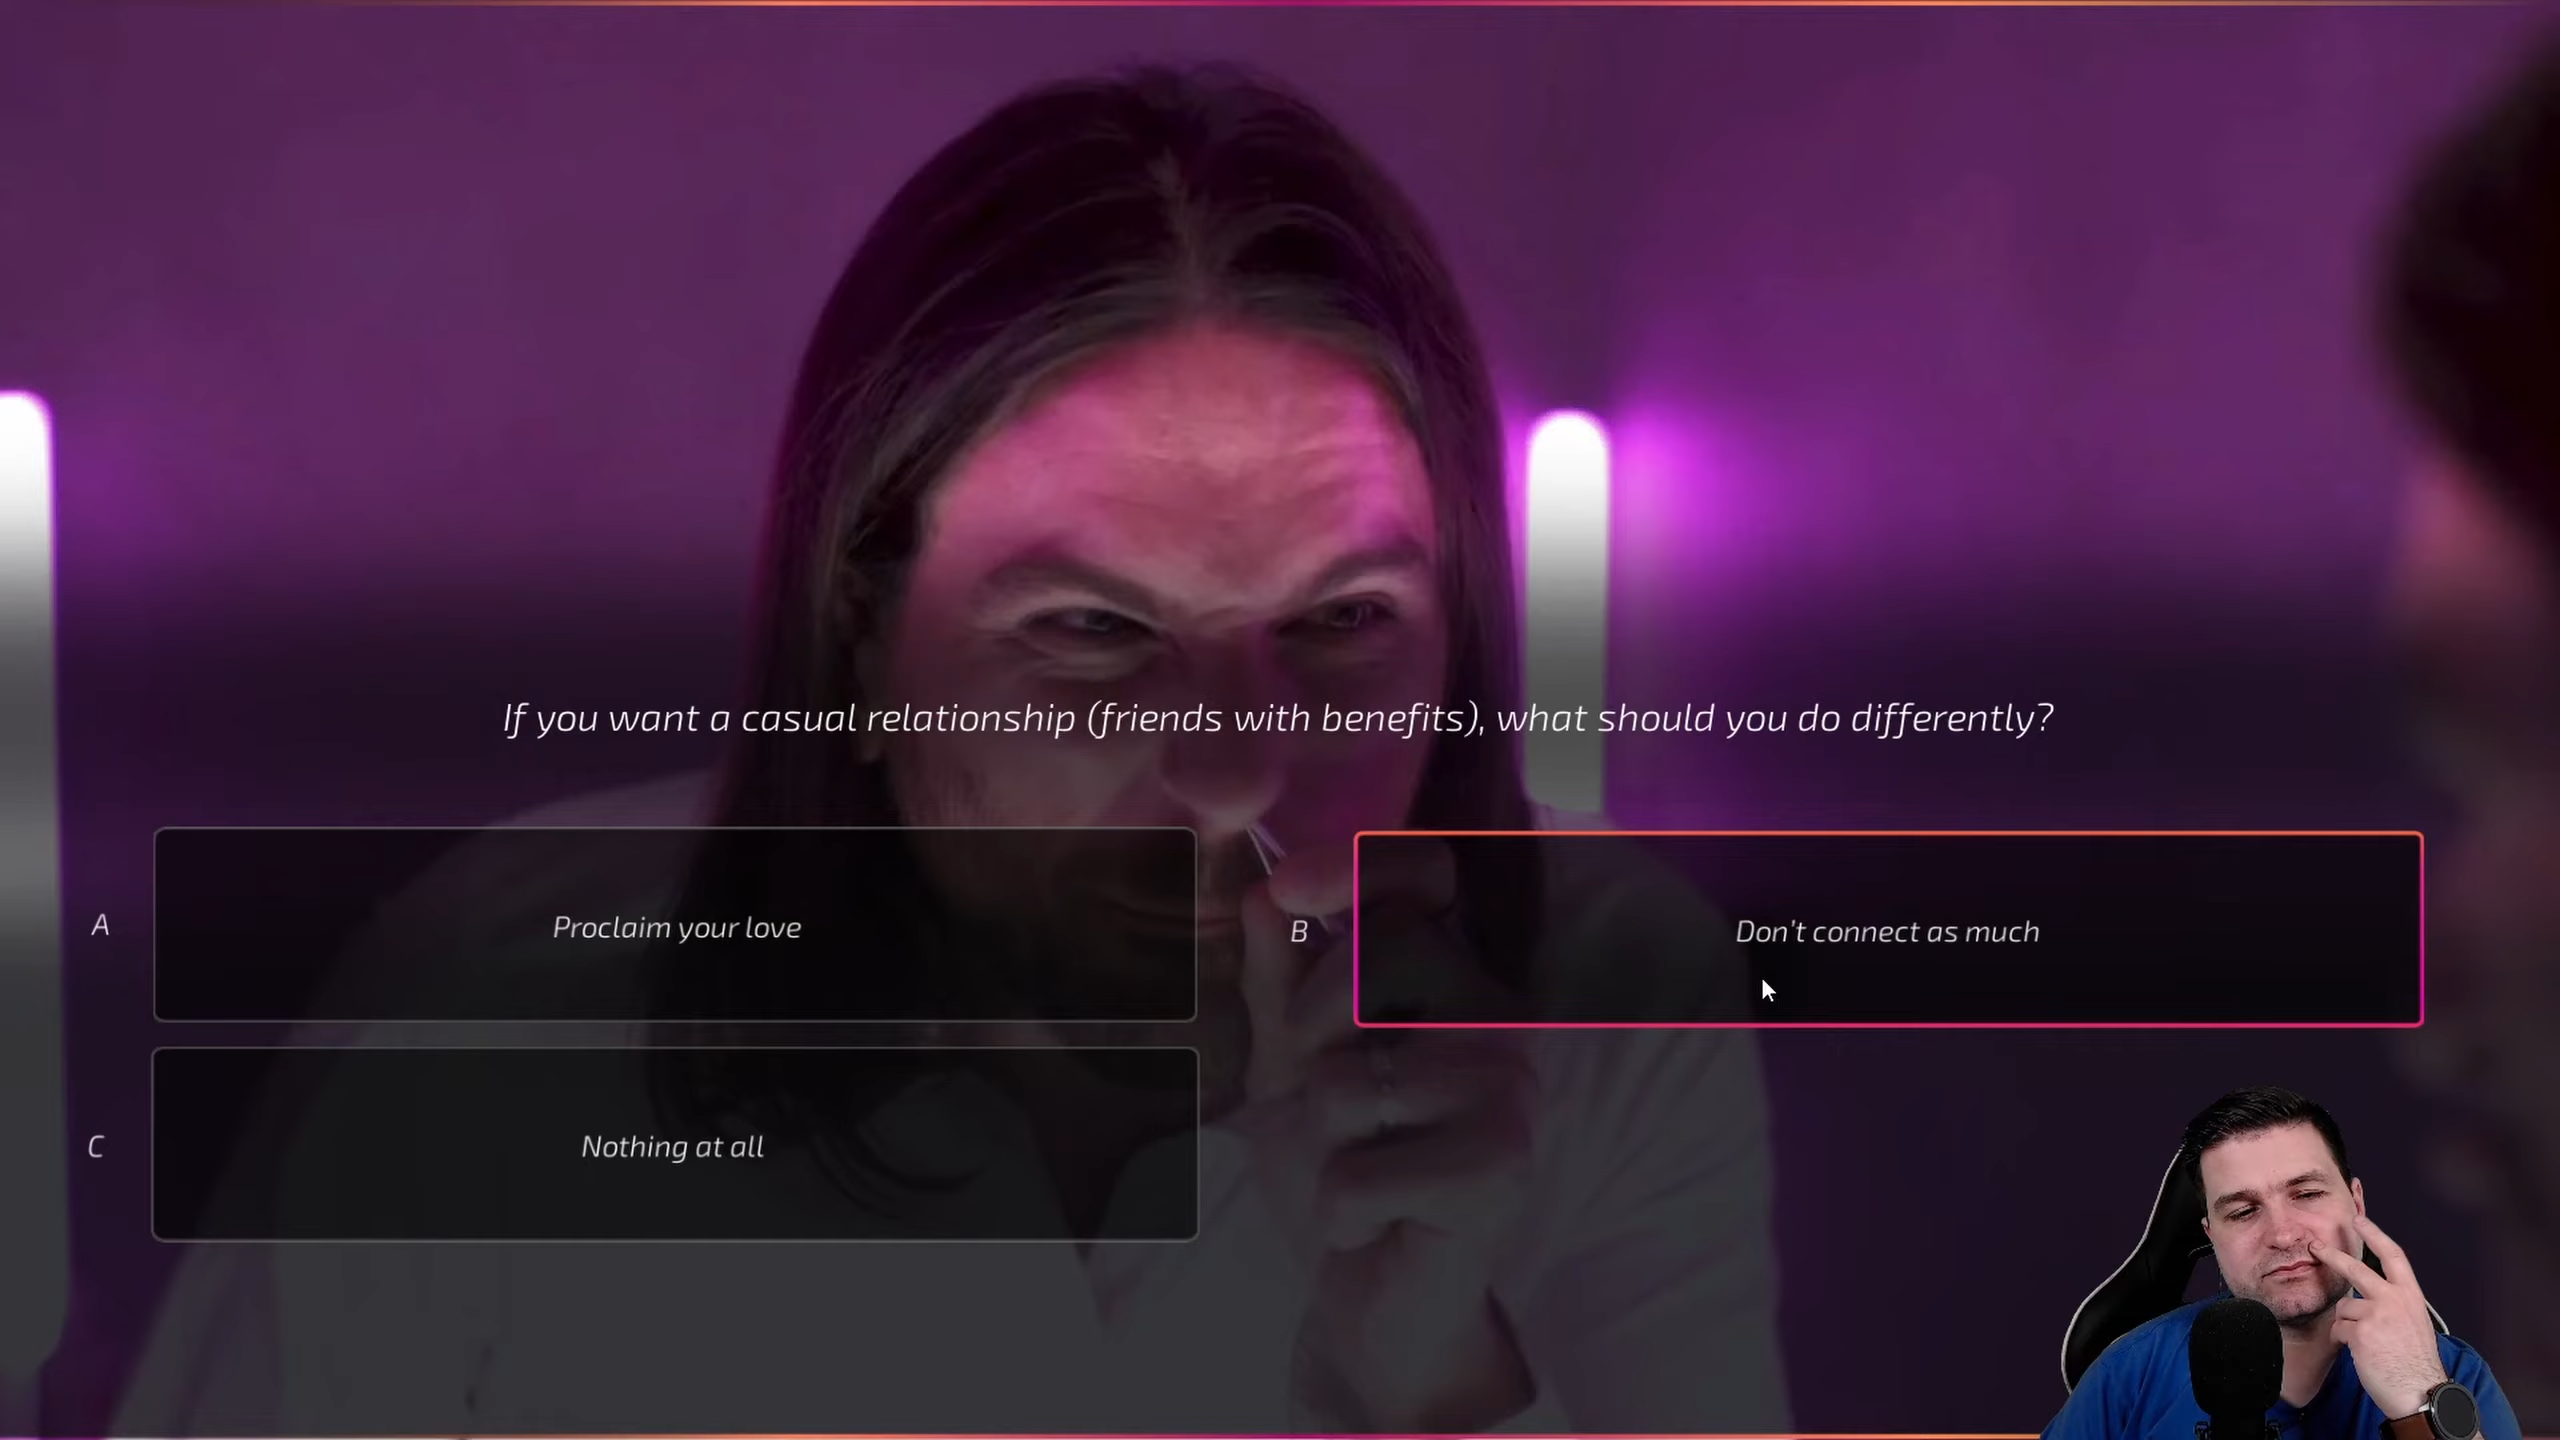 If you want a casual relationship (friends with benefits), what should you do differently?
A
Proclaim your love
B
Don't connect as much
C
Nothing at all